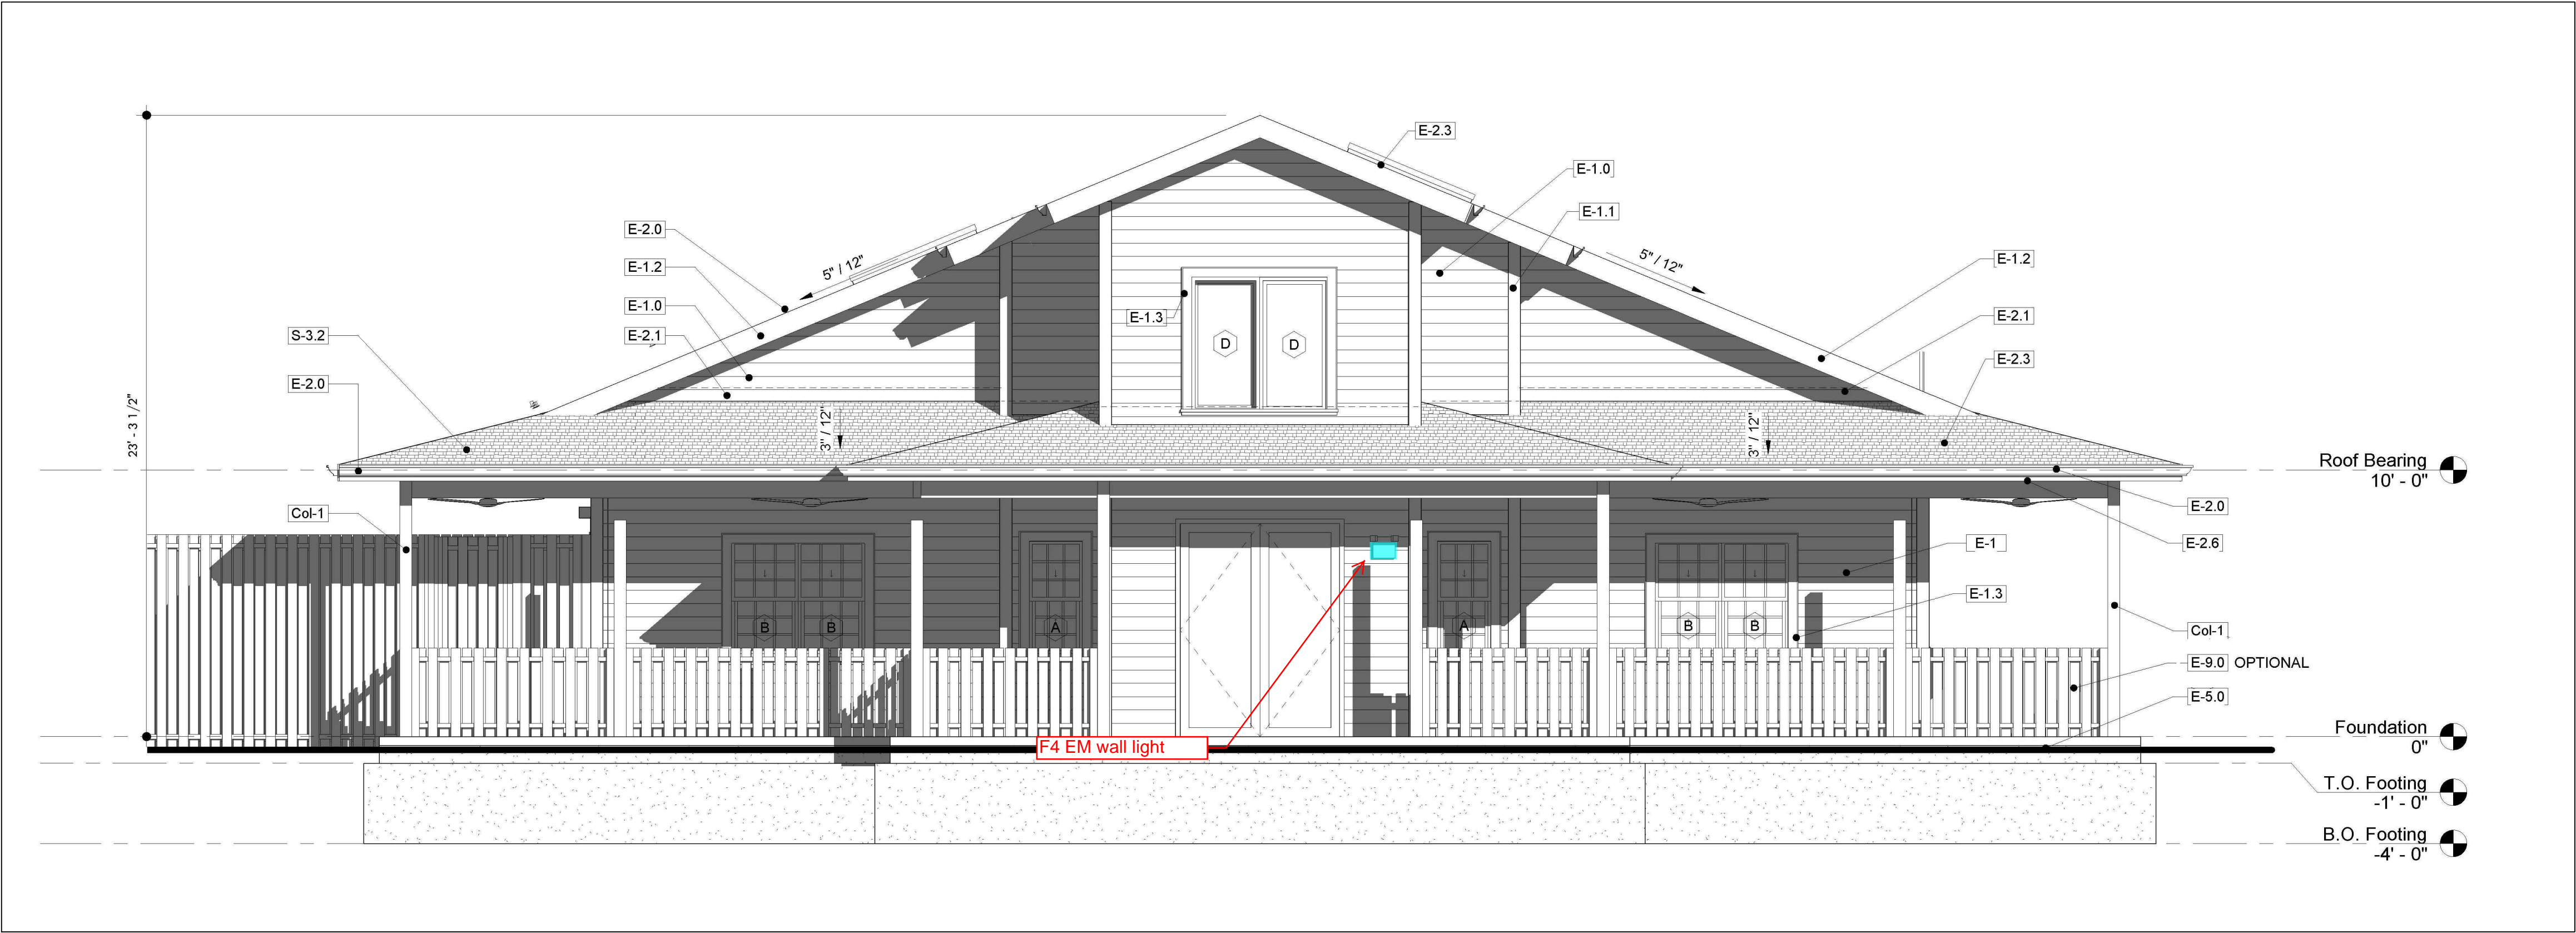 E-2.3
E-1.0
E-1.1
E-2.0
E-1.2
5" / 12"
5" / 12"
E-1.2
E-1.0
E-1.3
E-2.1
S-3.2
E-2.1
D
D
E-2.3
E-2.0
23' - 3 1/2"
3" / 12"
3" / 12"
Roof Bearing
10' - 0"
E-2.0
Col-1
E-1
E-2.6
E-1.3
B
B
A
A
B
B
Col-1
E-9.0 OPTIONAL
E-5.0
F4 EM wall light
Foundation
0"
T.O. Footing
-1' - 0"
B.O. Footing
-4' - 0"